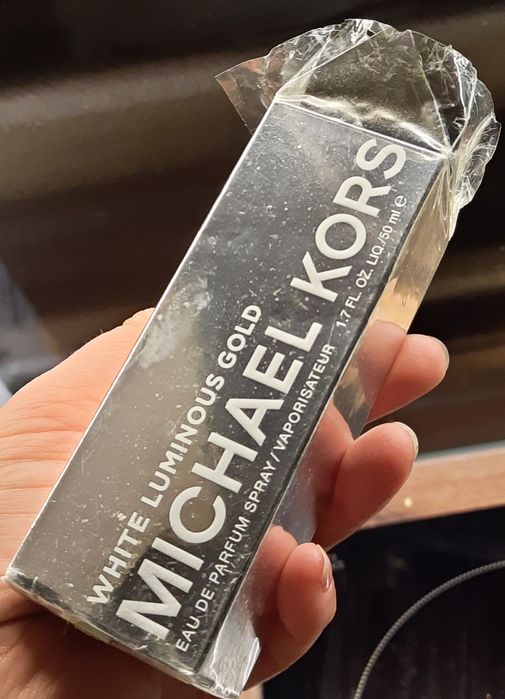 WHITE LUMINOUS GOLD
MICHAEL KORS
EAU DE PARFUM SPRAY / VAPORISATEUR 1.7 FL. OZ. LIQ./50 ml ℮